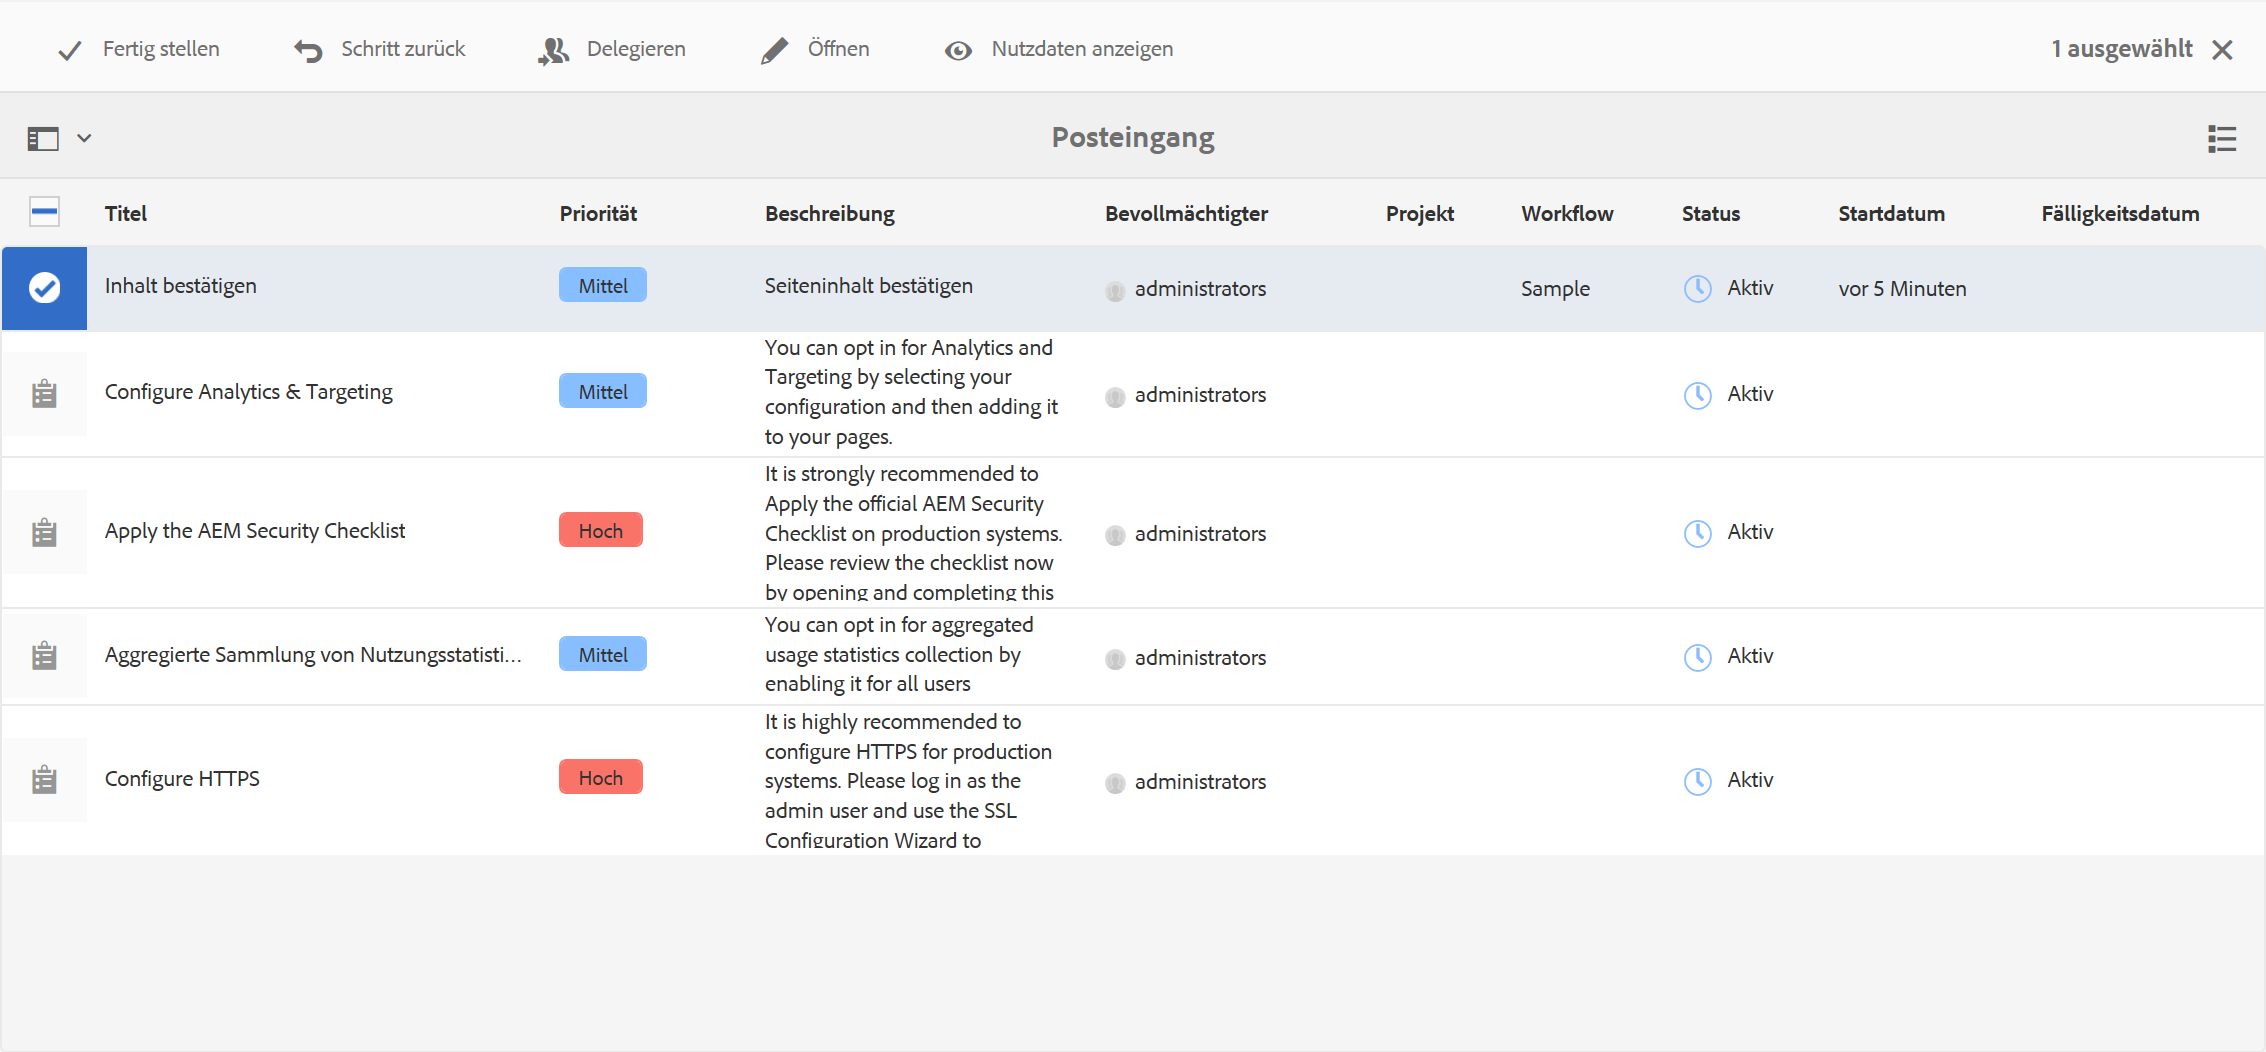 Fertig stellen Schritt zurück Delegieren Öffnen Nutzdaten anzeigen 1 ausgewählt
Posteingang
Titel Priorität Beschreibung Bevollmächtigter Projekt Workflow Status Startdatum Fälligkeitsdatum
Inhalt bestätigen Mittel Seiteninhalt bestätigen administrators Sample Aktiv vor 5 Minuten
Configure Analytics & Targeting Mittel
You can opt in for Analytics and
Targeting by selecting your
configuration and then adding it
to your pages.
administrators Aktiv
Apply the AEM Security Checklist Hoch
It is strongly recommended to
Apply the official AEM Security
Checklist on production systems.
Please review the checklist now
by opening and completing this
administrators Aktiv
Aggregierte Sammlung von Nutzungsstatisti... Mittel
You can opt in for aggregated
usage statistics collection by
enabling it for all users
administrators Aktiv
Configure HTTPS Hoch
It is highly recommended to
configure HTTPS for production
systems. Please log in as the
admin user and use the SSL
Configuration Wizard to
administrators Aktiv